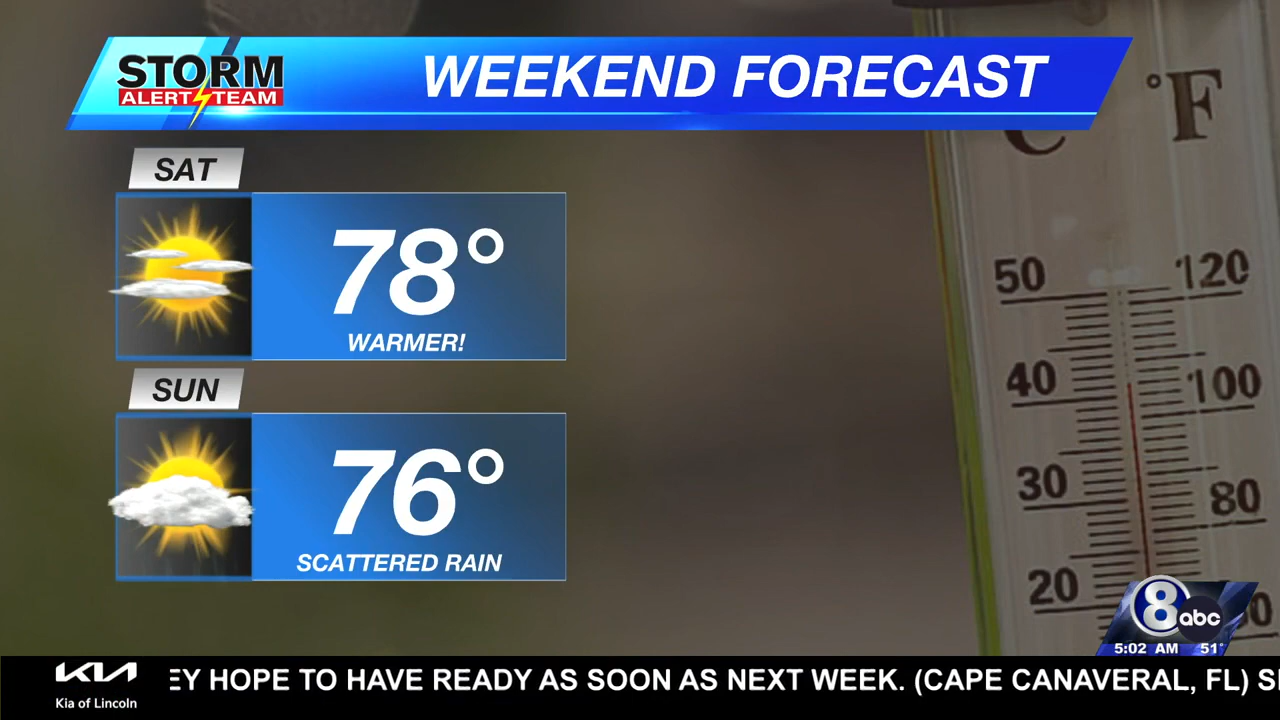 STORM
ALERT TEAM
WEEKEND FORECAST
°F
C
SAT
78°
WARMER!
SUN
76°
SCATTERED RAIN
50 120
40 100
30 80
20
8 abc
5:02 AM 51°
KIA
Kia of Lincoln
EY HOPE TO HAVE READY AS SOON AS NEXT WEEK. (CAPE CANAVERAL, FL)